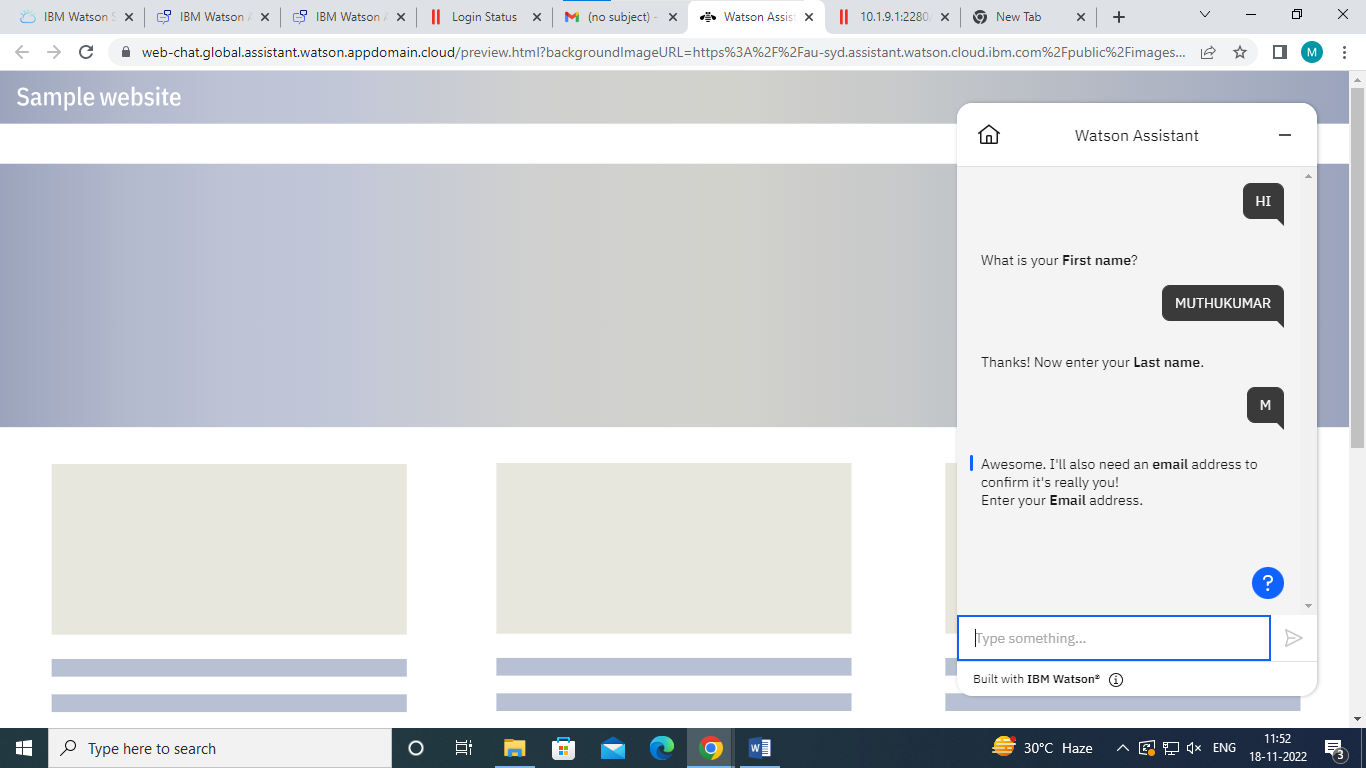 IBM Watson S
IBM Watson A
IBM Watson A
Login Status
(no subject) -
Watson Assis
10.1.9.1:2280
New Tab
web-chat.global.assistant.watson.appdomain.cloud/preview.html?backgroundImageURL=https%3A%2F%2Fau-syd.assistant.watson.cloud.ibm.com%2Fpublic%2Fimages...
M
Sample website
Watson Assistant
HI
What is your First name?
MUTHUKUMAR
Thanks! Now enter your Last name.
M
Awesome. I'll also need an email address to
confirm it's really you!
Enter your Email address.
?
Type something...
Built with IBM Watson®
Type here to search
30°C Haze
ENG
11:52
18-11-2022
3